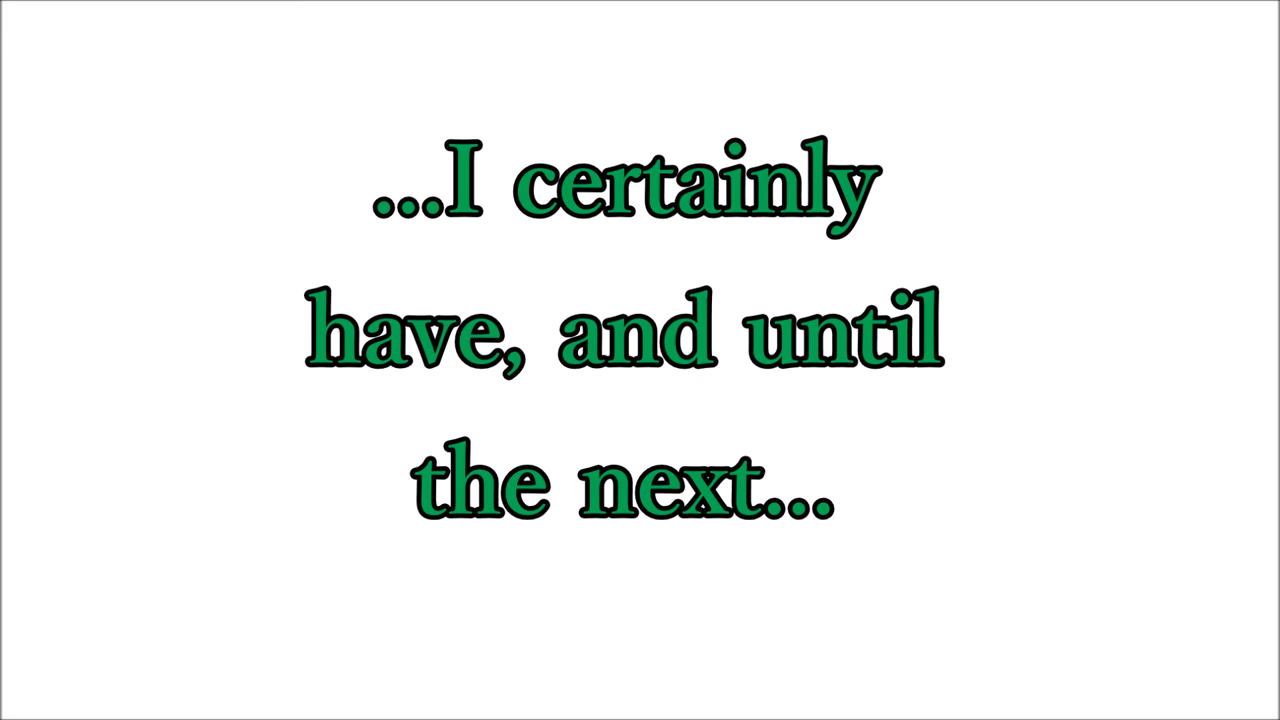 ...I certainly
have, and until
the next...